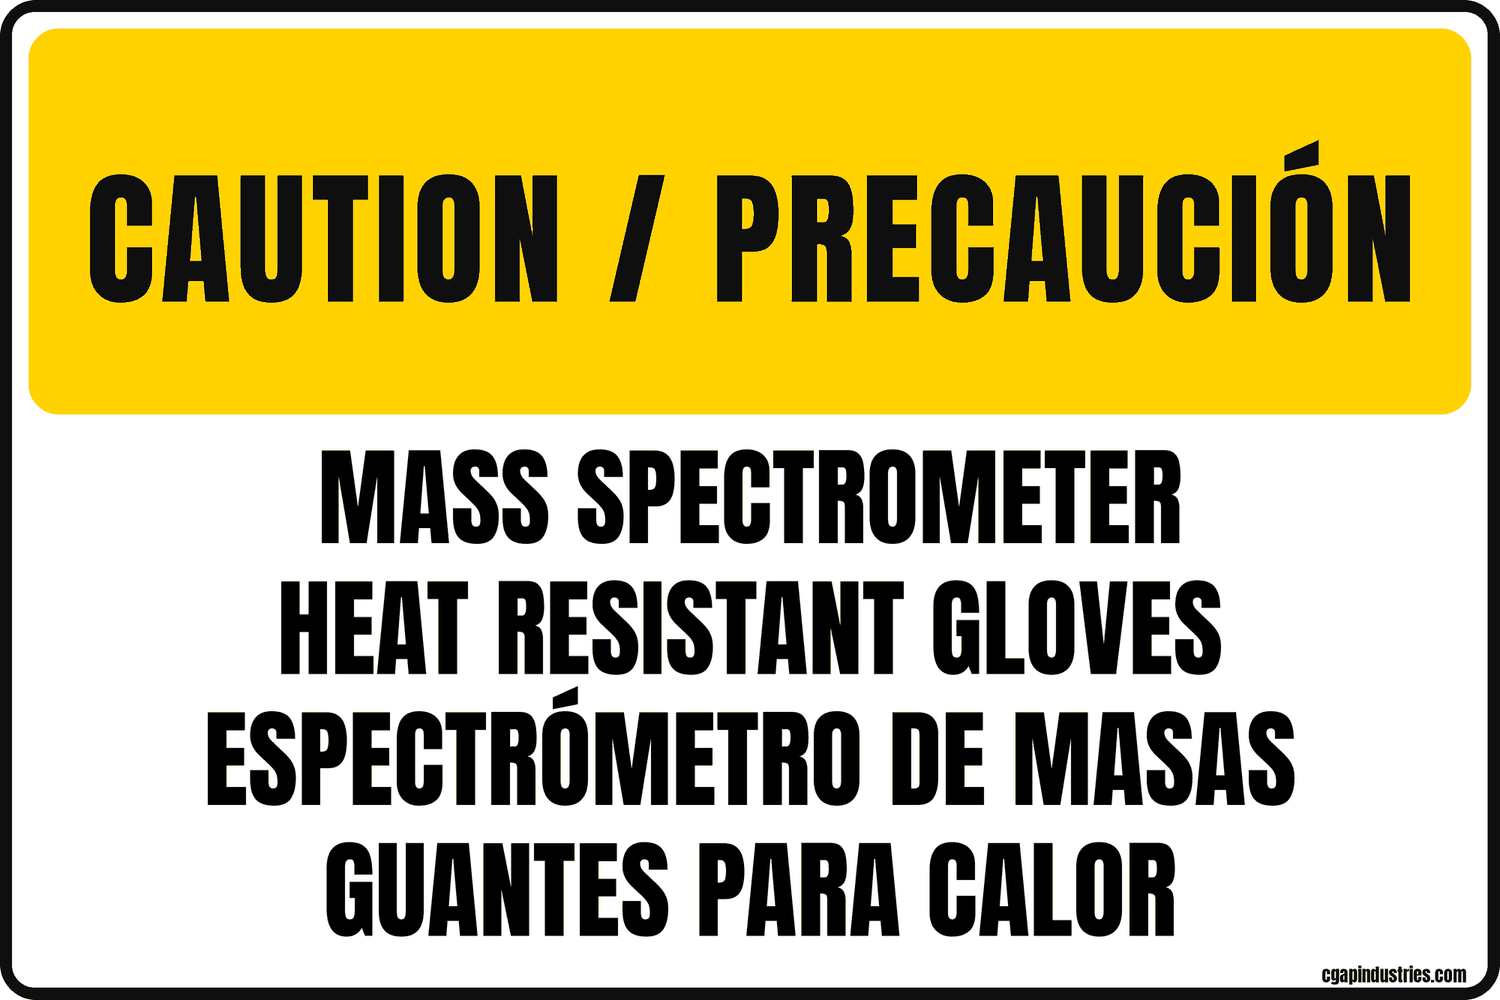 CAUTION / PRECAUCIÓN
MASS SPECTROMETER
HEAT RESISTANT GLOVES
ESPECTRÓMETRO DE MASAS
GUANTES PARA CALOR
cgapindustries.com